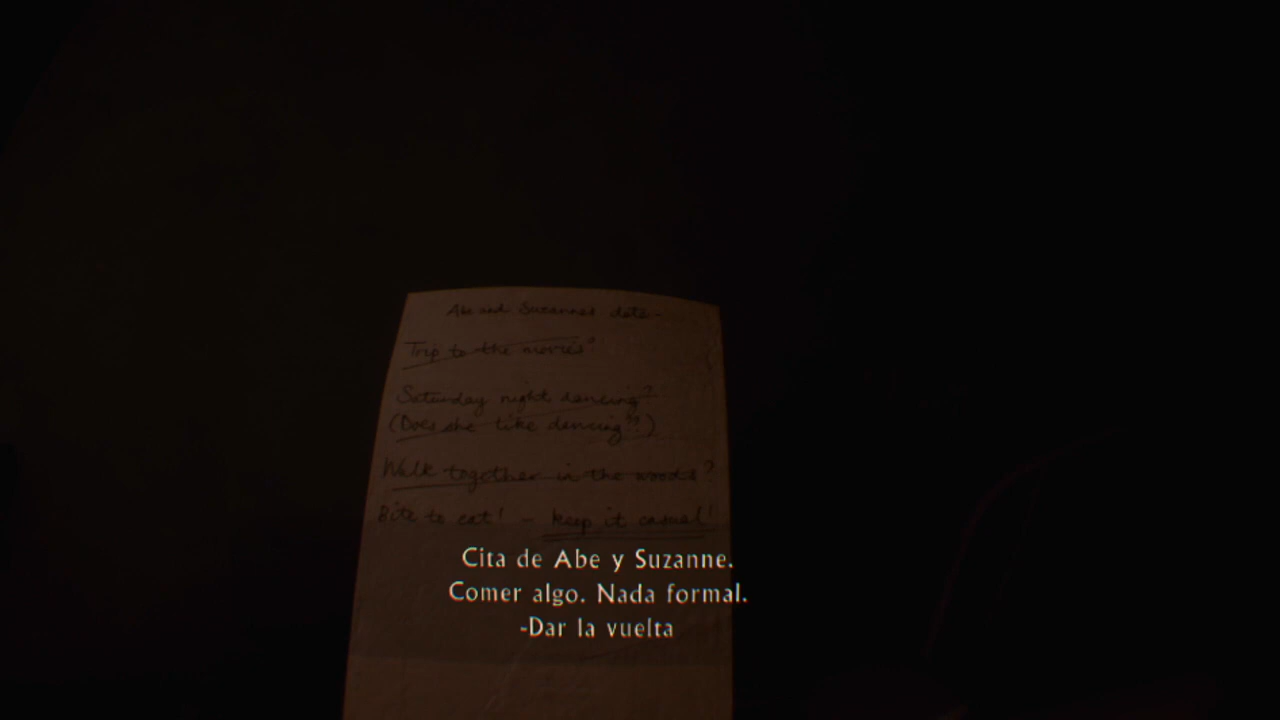 Abe and Suzannes date-
Trip to the movies?
Saturday night dancing?
(Does she like dancing??)
Walk together in the woods?
Bite to eat! - keep it casual!
Cita de Abe y Suzanne.
Comer algo. Nada formal.
-Dar la vuelta